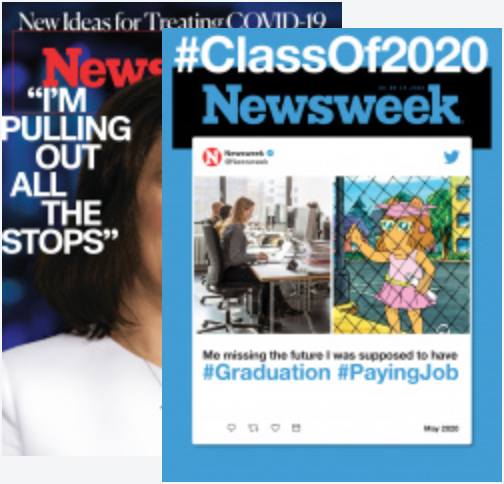 New Ideas for Treating COVID-19
News
“I’M
PULLING
OUT
ALL
THE
STOPS”
#ClassOf2020
Newsweek
Newsweek
@Newsweek
Me missing the future I was supposed to have
#Graduation #PayingJob
May 2020